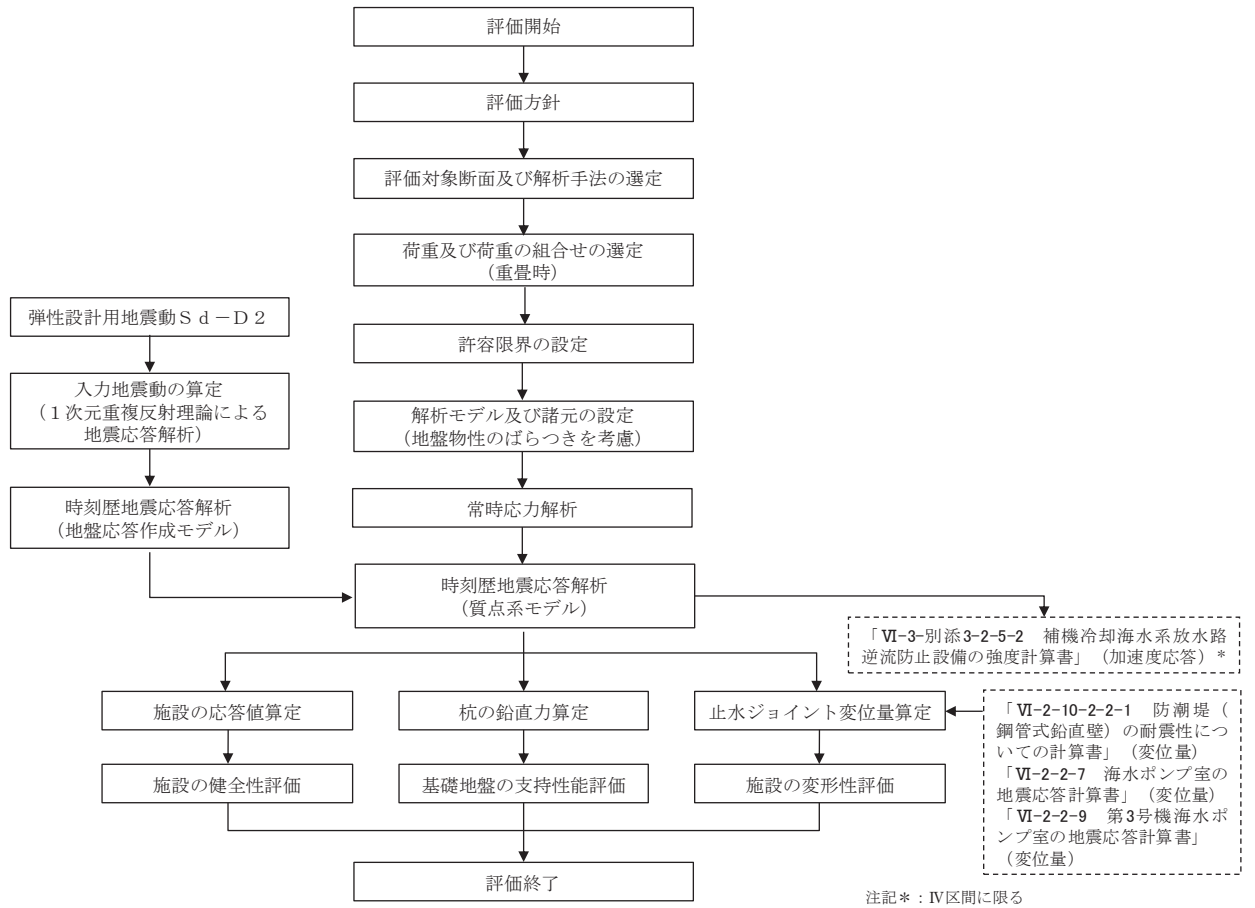 評価開始
評価方針
評価対象断面及び解析手法の選定
荷重及び荷重の組合せの選定
（重畳時）
弾性設計用地震動Ｓｄ－Ｄ２
許容限界の設定
入力地震動の算定
（１次元重複反射理論による
地震応答解析）
解析モデル及び諸元の設定
（地盤物性のばらつきを考慮）
時刻歴地震応答解析
（地盤応答作成モデル）
常時応力解析
時刻歴地震応答解析
（質点系モデル）
「Ⅵ-3-別添3-2-5-2　補機冷却海水系放水路
逆流防止設備の強度計算書」（加速度応答）＊
施設の応答値算定
杭の鉛直力算定
止水ジョイント変位量算定
「Ⅵ-2-10-2-2-1　防潮堤（
鋼管式鉛直壁）の耐震性につ
いての計算書」（変位量）
「Ⅵ-2-2-7　海水ポンプ室の
地震応答計算書」（変位量）
「Ⅵ-2-2-9　第3号機海水ポ
ンプ室の地震応答計算書」
（変位量）
施設の健全性評価
基礎地盤の支持性能評価
施設の変形性評価
評価終了
注記＊：Ⅳ区間に限る